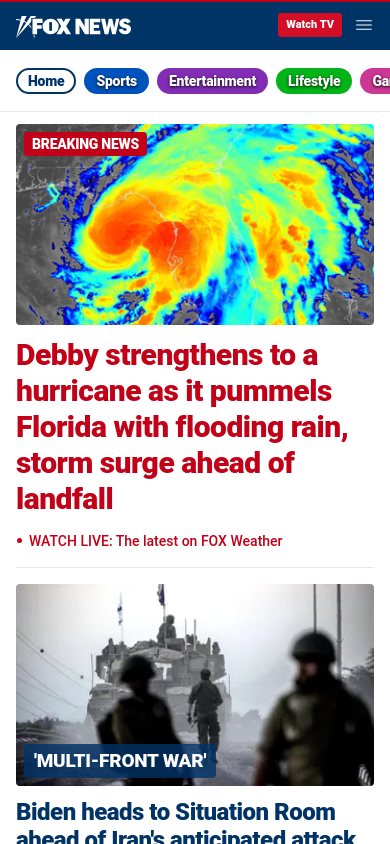 FOX NEWS
Watch TV
Home
Sports
Entertainment
Lifestyle
Ga
BREAKING NEWS
Debby strengthens to a
hurricane as it pummels
Florida with flooding rain,
storm surge ahead of
landfall
• WATCH LIVE: The latest on FOX Weather
'MULTI-FRONT WAR'
Biden heads to Situation Room
ahead of Iran's anticipated attack